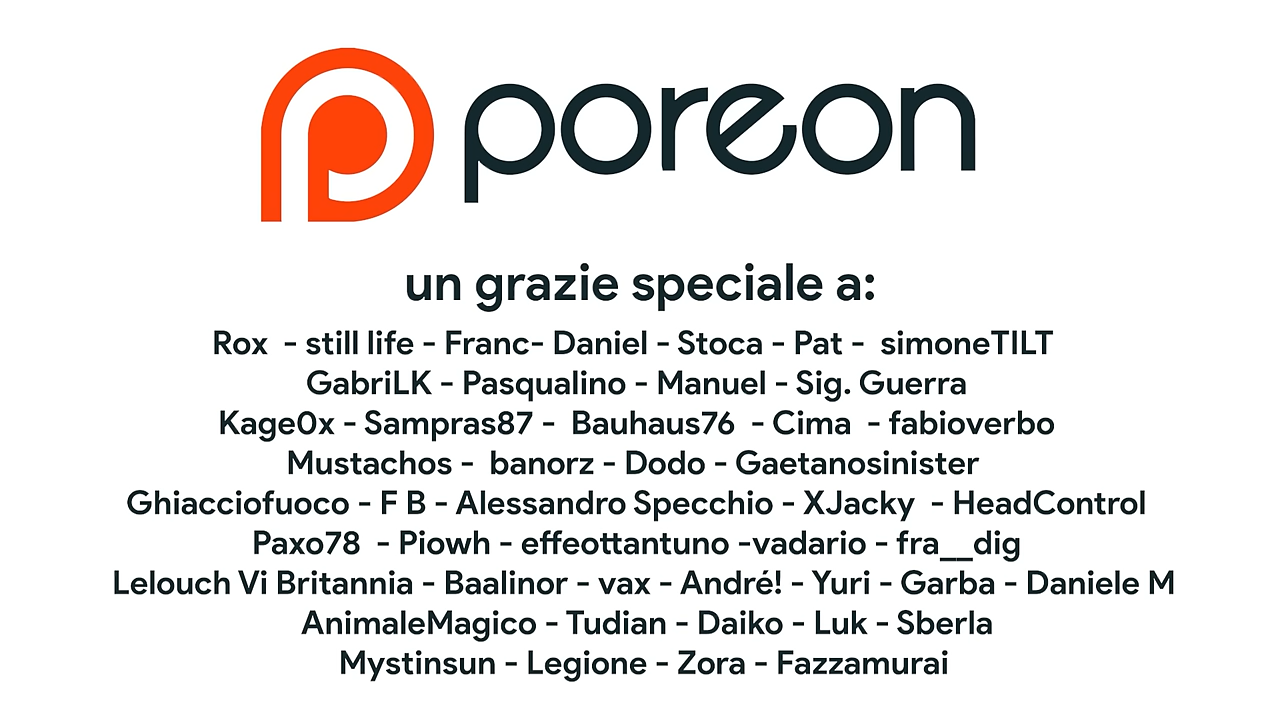 poreon
un grazie speciale a:
Rox - still life - Franc- Daniel - Stoca - Pat - simoneTILT
GabriLK - Pasqualino - Manuel - Sig. Guerra
Kage0x - Sampras87 - Bauhaus76 - Cima - fabioverbo
Mustachos - banorz - Dodo - Gaetanosinister
Ghiacciofuoco - F B - Alessandro Specchio - XJacky - HeadControl
Paxo78 - Piowh - effeottantuno -vadario - fra__dig
Lelouch Vi Britannia - Baalinor - vax - André! - Yuri - Garba - Daniele M
AnimaleMagico - Tudian - Daiko - Luk - Sberla
Mystinsun - Legione - Zora - Fazzamurai